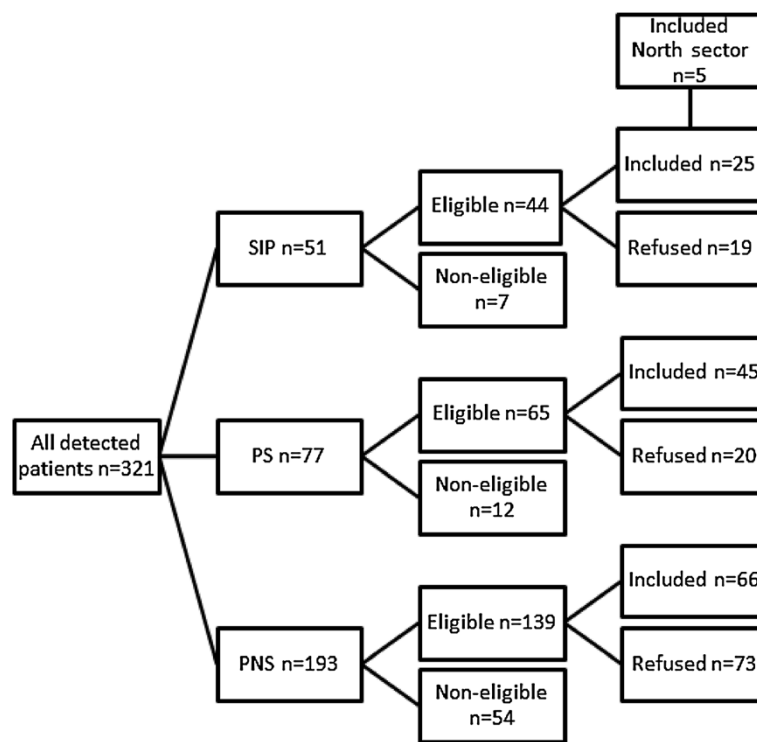 Included
North sector
n=5
Included n=25
Eligible n=44
SIP n=51
Refused n=19
Non-eligible
n=7
Included n=45
Eligible n=65
All detected
patients n=321
PS n=77
Refused n=20
Non-eligible
n=12
Included n=66
Eligible n=139
PNS n=193
Refused n=73
Non-eligible
n=54